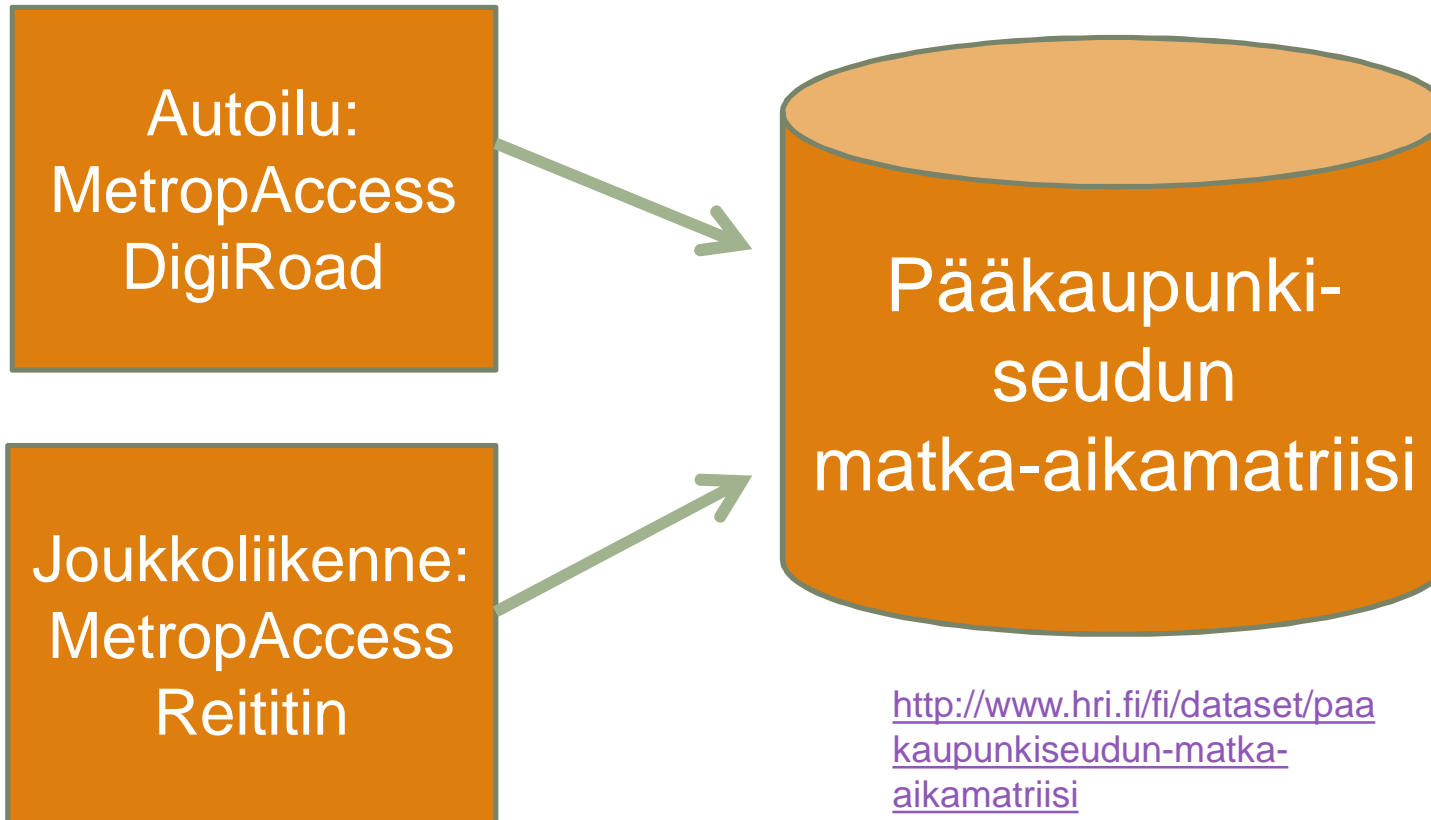 Autoilu:
MetropAccess
DigiRoad
Pääkaupunki-
seudun
matka-aikamatriisi
Joukkoliikenne:
MetropAccess
Reititin
http://www.hri.fi/fi/dataset/paa
kaupunkiseudun-matka-
aikamatriisi